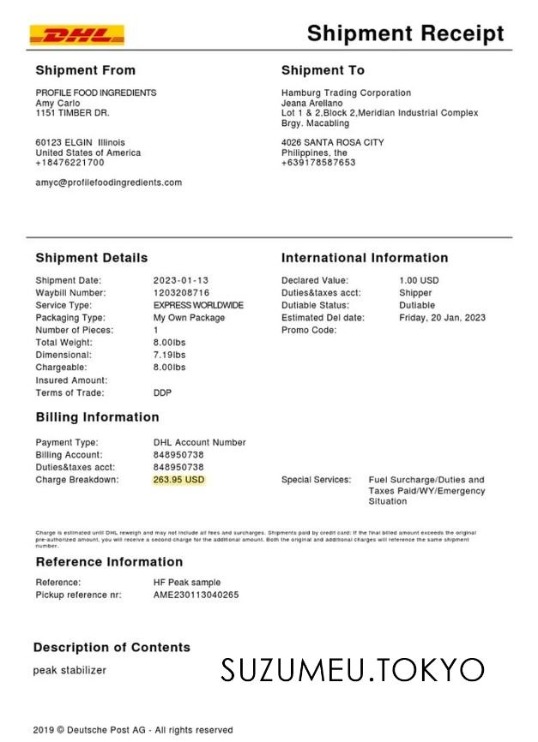 DHL
Shipment Receipt
Shipment From
PROFILE FOOD INGREDIENTS
Amy Carlo
1151 TIMBER DR.
60123 ELGIN Illinois
United States of America
+18476221700
amyc@profilefoodingredients.com
Shipment To
Hamburg Trading Corporation
Jeana Arellano
Lot 1 & 2,Block 2,Meridian Industrial Complex
Brgy. Macabling
4026 SANTA ROSA CITY
Philippines, the
+639178587653
Shipment Details
Shipment Date: 2023-01-13
Waybill Number: 1203208716
Service Type: EXPRESS WORLDWIDE
Packaging Type: My Own Package
Number of Pieces: 1
Total Weight: 8.00lbs
Dimensional: 7.19lbs
Chargeable: 8.00lbs
Insured Amount:
Terms of Trade: DDP
International Information
Declared Value: 1.00 USD
Duties&taxes acct: Shipper
Dutiable Status: Dutiable
Estimated Del date: Friday, 20 Jan, 2023
Promo Code:
Billing Information
Payment Type: DHL Account Number
Billing Account: 848950738
Duties&taxes acct: 848950738
Charge Breakdown: 263.95 USD
Special Services: Fuel Surcharge/Duties and
Taxes Paid/WY/Emergency
Situation
Charge is estimated until DHL reweigh and may not include all fees and surcharges. Shipments paid by credit card: if the final billed amount exceeds the original
pre-authorized amount, you will receive a second charge for the additional amount. Both the original and additional charges will reference the same shipment
number.
Reference Information
Reference: HF Peak sample
Pickup reference nr: AME230113040265
Description of Contents
peak stabilizer
SUZUMEU.TOKYO
2019 © Deutsche Post AG - All rights reserved